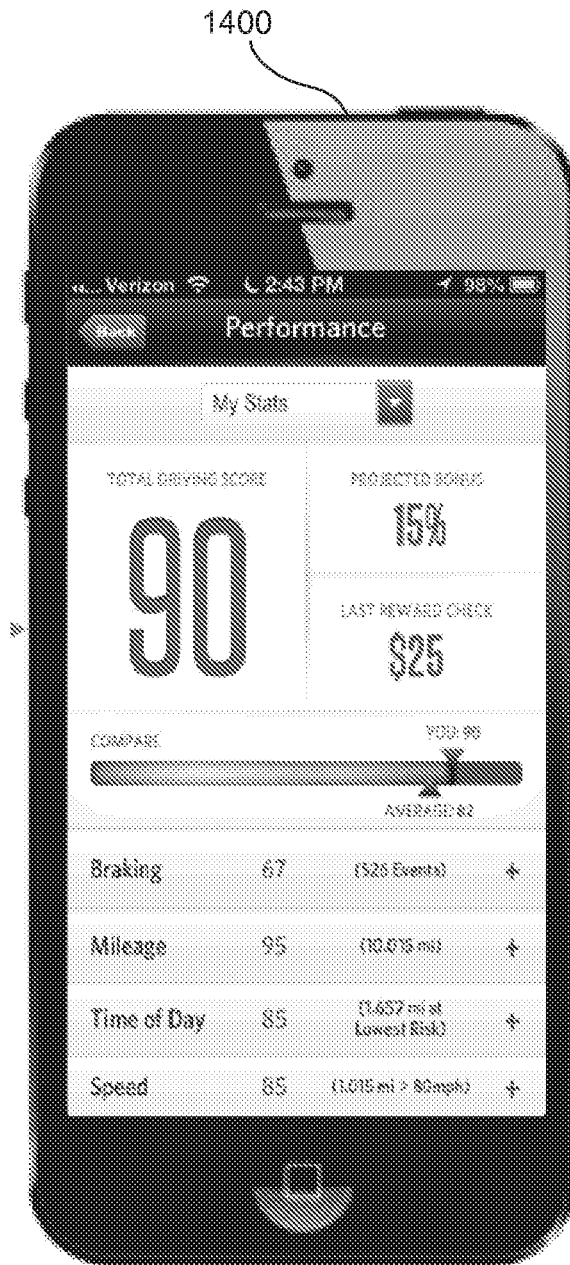 1400
Verizon 2:43 PM 98%
Back Performance
My Stats
TOTAL DRIVING SCORE
90
PROJECTED BONUS
15%
LAST REWARD CHECK
$25
COMPARE
YOU: 90
AVERAGE: 82
Braking 67 (526 Events) +
Mileage 95 (10,015 mi) +
Time of Day 85 (1,657 mi at
Lowest Risk) +
Speed 85 (1,015 mi > 80mph) +